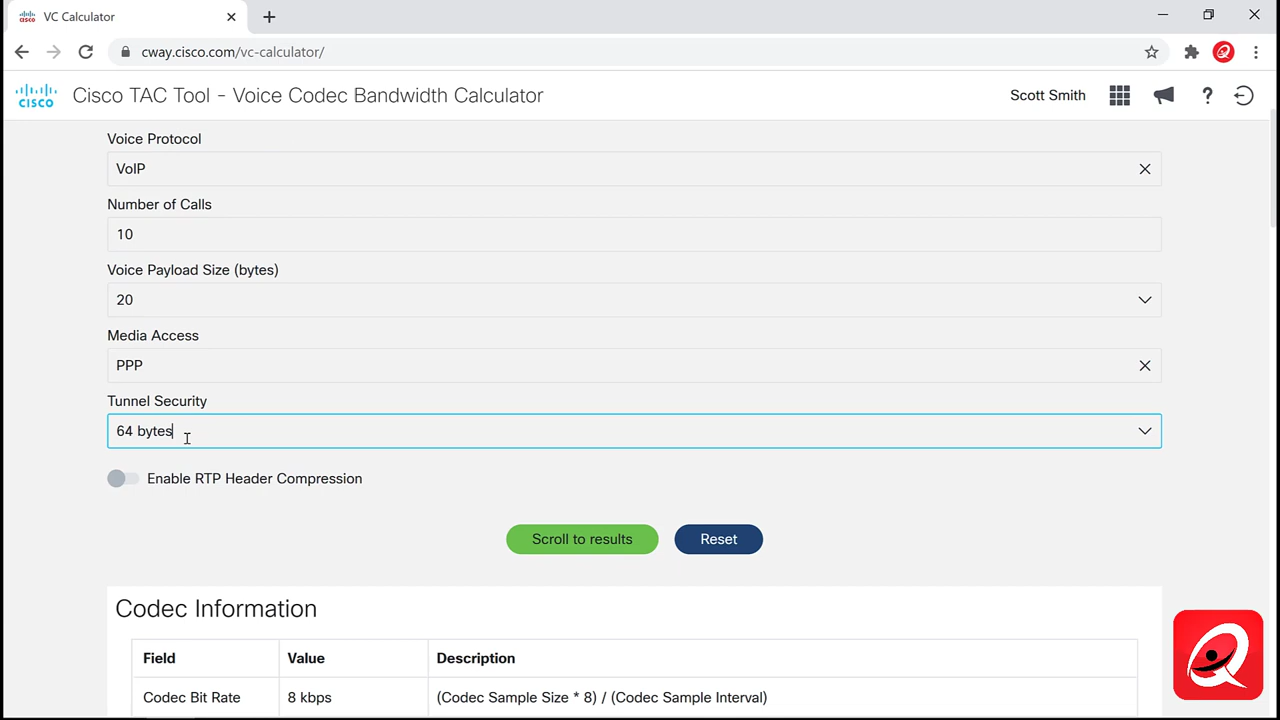 VC Calculator
cway.cisco.com/vc-calculator/
CISCO
Cisco TAC Tool - Voice Codec Bandwidth Calculator
Scott Smith
?
Voice Protocol
VoIP
Number of Calls
10
Voice Payload Size (bytes)
20
Media Access
PPP
Tunnel Security
64 bytes
Enable RTP Header Compression
Scroll to results
Reset
Codec Information
Field Value Description
Codec Bit Rate 8 kbps (Codec Sample Size * 8) / (Codec Sample Interval)